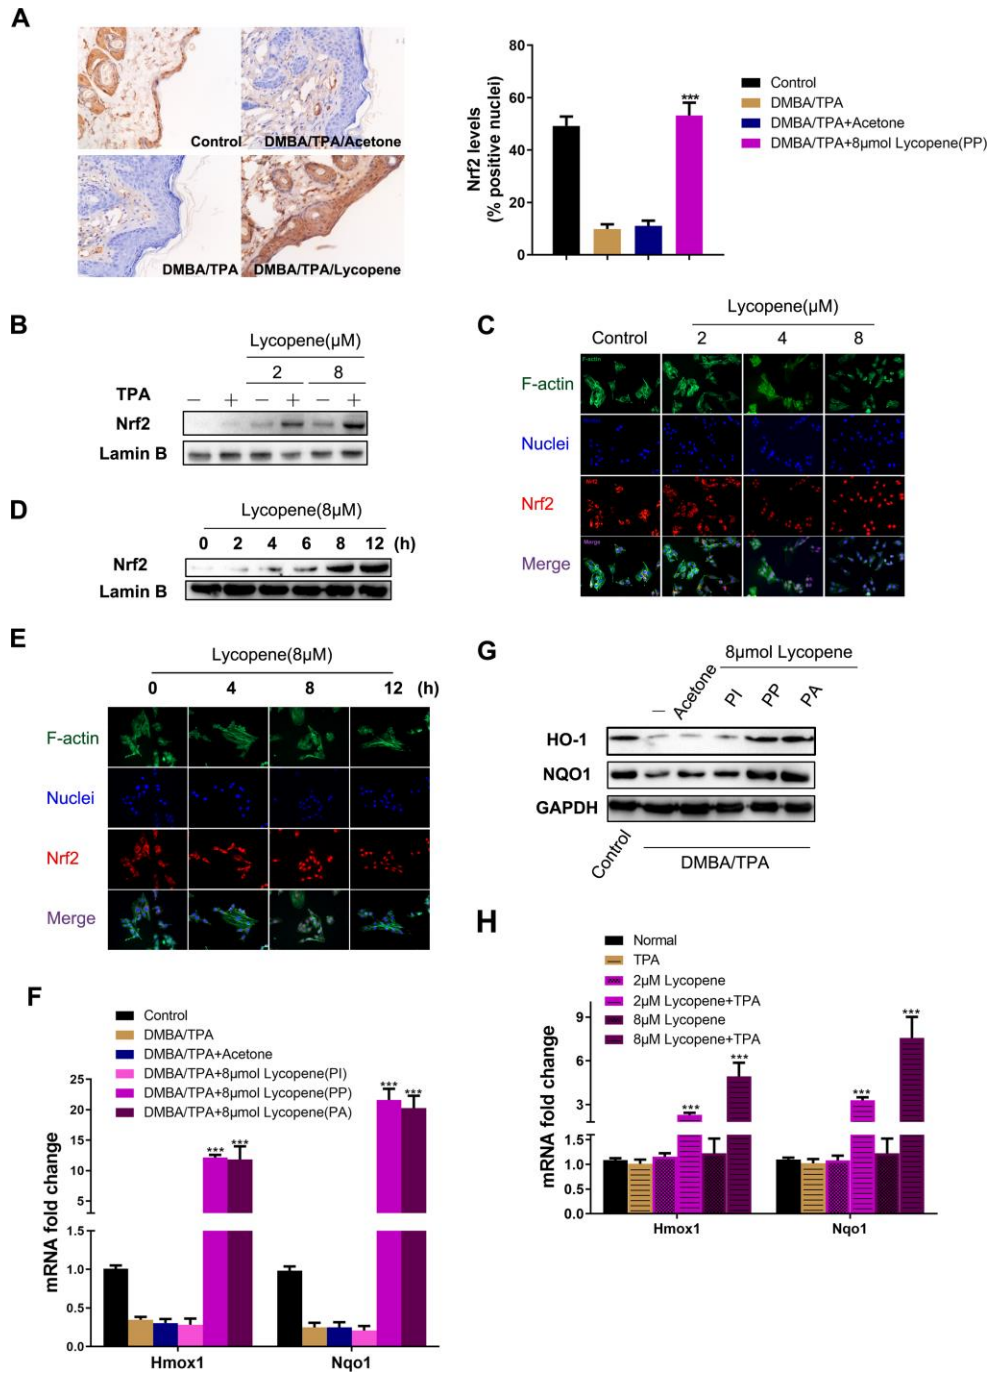 A
Control
DMBA/TPA/Acetone
DMBA/TPA
DMBA/TPA/Lycopene
Nrf2 levels
(% positive nuclei)
80
60
40
20
0
***
Control
DMBA/TPA
DMBA/TPA+Acetone
DMBA/TPA+8μmol Lycopene(PP)
B
Lycopene(μM)
2 8
TPA − + − + − +
Nrf2
Lamin B
C
Lycopene(μM)
Control 2 4 8
F-actin
Nuclei
Nrf2
Merge
F-actin
Nrf2
Merge
D
Lycopene(8μM)
0 2 4 6 8 12 (h)
Nrf2
Lamin B
E
Lycopene(8μM)
0 4 8 12 (h)
F-actin
Nuclei
Nrf2
Merge
G
8μmol Lycopene
− Acetone PI PP PA
HO-1
NQO1
GAPDH
Control
DMBA/TPA
F
Control
DMBA/TPA
DMBA/TPA+Acetone
DMBA/TPA+8μmol Lycopene(PI)
DMBA/TPA+8μmol Lycopene(PP)
DMBA/TPA+8μmol Lycopene(PA)
mRNA fold change
25
20
15
10
5
1.5
1.0
0.5
0.0
*** *** *** ***
Hmox1 Nqo1
H
Normal
TPA
2μM Lycopene
2μM Lycopene+TPA
8μM Lycopene
8μM Lycopene+TPA
mRNA fold change
9
6
3
1.5
1.0
0.5
0.0
*** *** *** ***
Hmox1 Nqo1